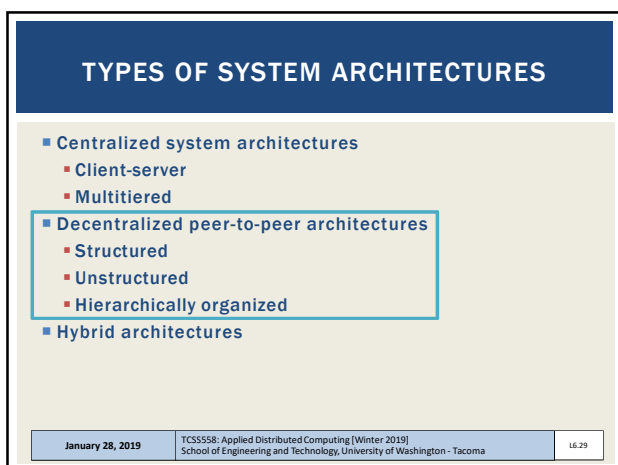 TYPES OF SYSTEM ARCHITECTURES
Centralized system architectures
Client-server
Multitiered
Decentralized peer-to-peer architectures
Structured
Unstructured
Hierarchically organized
Hybrid architectures
January 28, 2019
TCSS558: Applied Distributed Computing [Winter 2019]
School of Engineering and Technology, University of Washington - Tacoma
L6.29